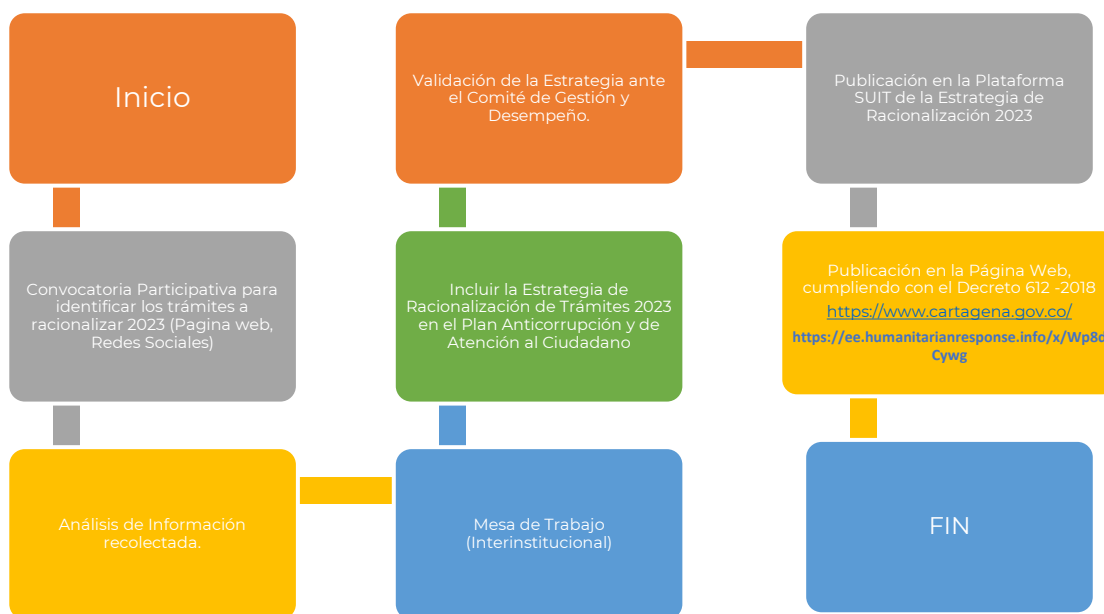 Inicio
Convocatoria Participativa para
identificar los trámites a
racionalizar 2023 (Pagina web,
Redes Sociales)
Análisis de Información
recolectada.
Mesa de Trabajo
(Interinstitucional)
Incluir la Estrategia de
Racionalización de Trámites 2023
en el Plan Anticorrupción y de
Atención al Ciudadano
Validación de la Estrategia ante
el Comité de Gestión y
Desempeño.
Publicación en la Plataforma
SUIT de la Estrategia de
Racionalización 2023
Publicación en la Página Web,
cumpliendo con el Decreto 612 -2018
https://www.cartagena.gov.co/
https://ee.humanitarianresponse.info/x/Wp8d
Cywg
FIN